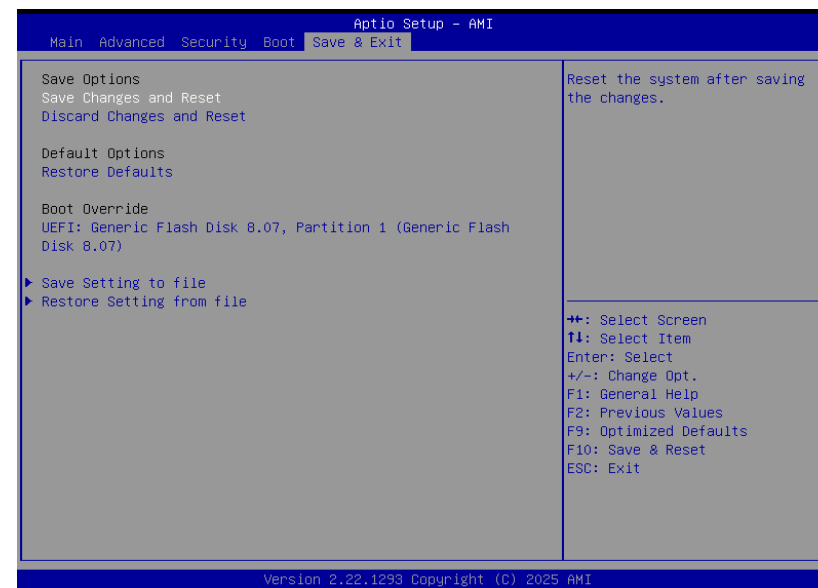 Aptio Setup – AMI
Main Advanced Security Boot Save & Exit
Save Options
Save Changes and Reset
Discard Changes and Reset
Default Options
Restore Defaults
Boot Override
UEFI: Generic Flash Disk 8.07, Partition 1 (Generic Flash
Disk 8.07)
Save Setting to file
Restore Setting from file
Reset the system after saving
the changes.
→←: Select Screen
↑↓: Select Item
Enter: Select
+/-: Change Opt.
F1: General Help
F2: Previous Values
F9: Optimized Defaults
F10: Save & Reset
ESC: Exit
Version 2.22.1293 Copyright (C) 2025 AMI